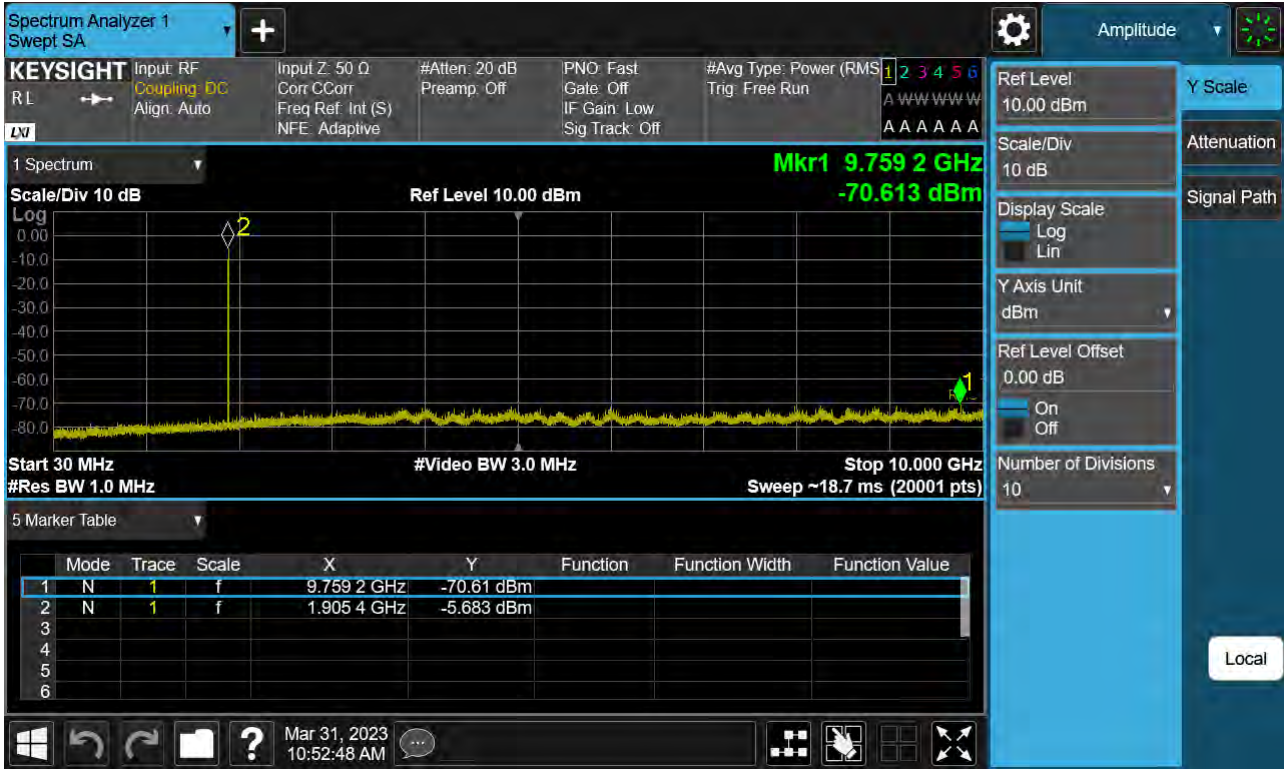 Spectrum Analyzer 1
Swept SA
Amplitude
KEYSIGHT
RL
LXI
Input: RF
Coupling: DC
Align: Auto
Input Z: 50 Ω
Corr CCorr
Freq Ref: Int (S)
NFE: Adaptive
#Atten: 20 dB
Preamp: Off
PNO: Fast
Gate: Off
IF Gain: Low
Sig Track: Off
#Avg Type: Power (RMS
Trig: Free Run
1 2 3 4 5 6
A W W W W W
A A A A A A
1 Spectrum
Mkr1 9.759 2 GHz
-70.613 dBm
Scale/Div 10 dB
Ref Level 10.00 dBm
Log
0.00
-10.0
-20.0
-30.0
-40.0
-50.0
-60.0
-70.0
-80.0
2
1
Start 30 MHz
#Video BW 3.0 MHz
Stop 10.000 GHz
#Res BW 1.0 MHz
Sweep ~18.7 ms (20001 pts)
5 Marker Table
Mode Trace Scale X Y Function Function Width Function Value
1 N 1 f 9.759 2 GHz -70.61 dBm
2 N 1 f 1.905 4 GHz -5.683 dBm
3
4
5
6
Ref Level
10.00 dBm
Scale/Div
10 dB
Display Scale
Log
Lin
Y Axis Unit
dBm
Ref Level Offset
0.00 dB
On
Off
Number of Divisions
10
Y Scale
Attenuation
Signal Path
Local
?
Mar 31, 2023
10:52:48 AM